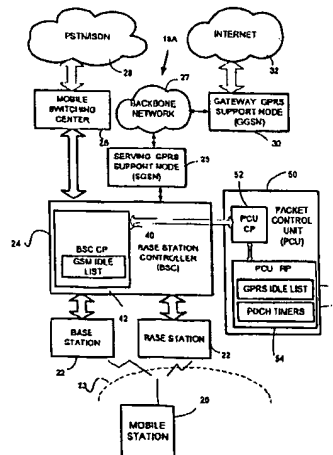 PSTN/ISDN
28
18A
INTERNET
32
27
BACKBONE
NETWORK
MOBILE
SWITCHING
CENTER
26
GATEWAY GPRS
SUPPORT NODE
(GGSN)
30
SERVING GPRS
SUPPORT NODE
(SGSN)
25
50
52
PCU
CP
PACKET
CONTROL
UNIT
(PCU)
24
40
BSC CP
GSM IDLE
LIST
BASE STATION
CONTROLLER
(BSC)
42
PCU RP
GPRS IDLE LIST
PDCH TIMERS
54
BASE
STATION
22
BASE STATION
22
23
20
MOBILE
STATION